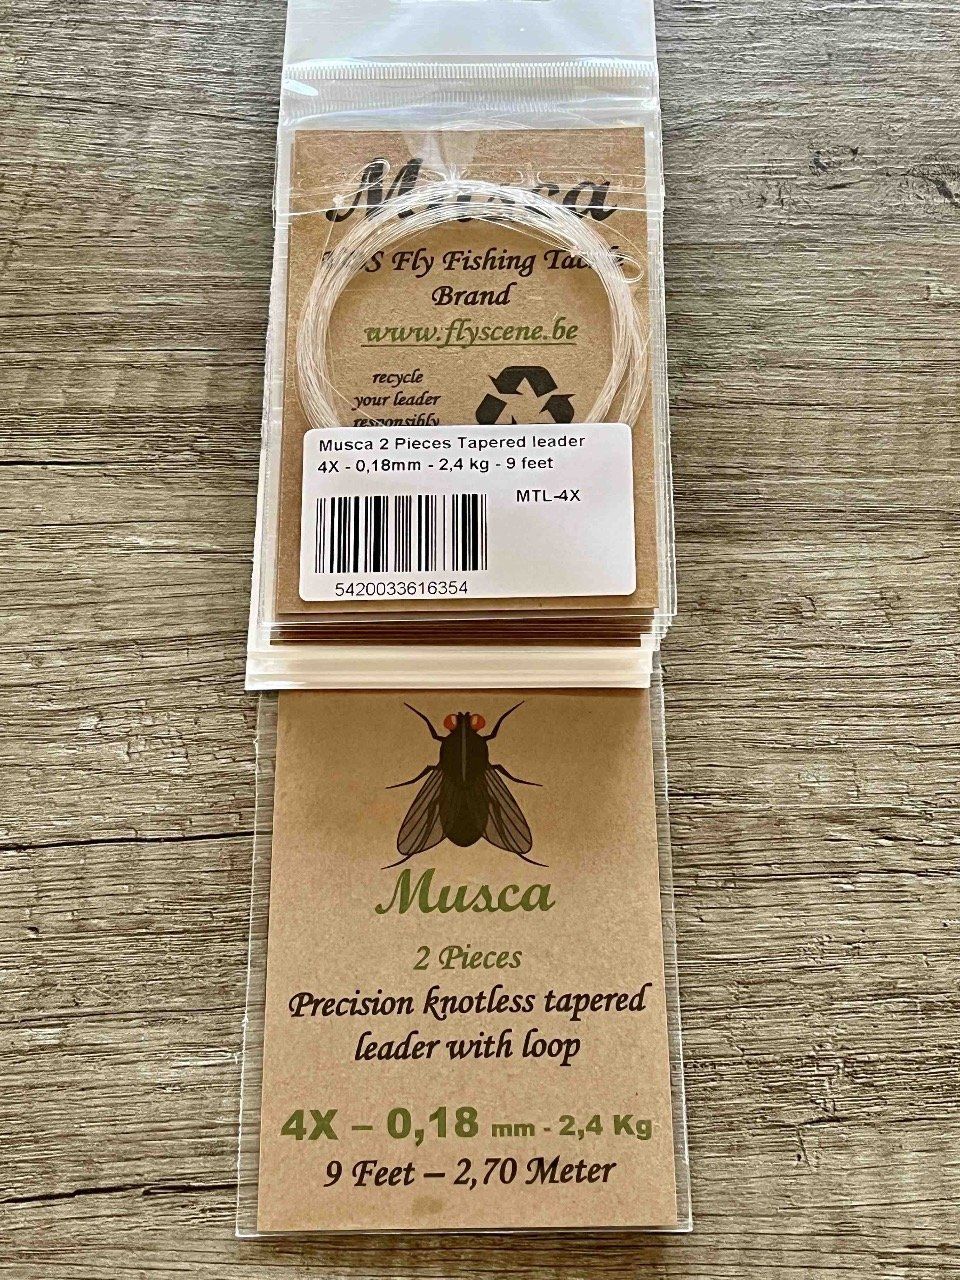 Musca
S Fly Fishing Tackle
Brand
www.flyscene.be
recycle
your leader
responsibly
Musca 2 Pieces Tapered leader
4X - 0,18mm - 2,4 kg - 9 feet
MTL-4X
5420033616354
Musca
2 Pieces
Precision knotless tapered
leader with loop
4X – 0,18 mm - 2,4 Kg
9 Feet – 2,70 Meter